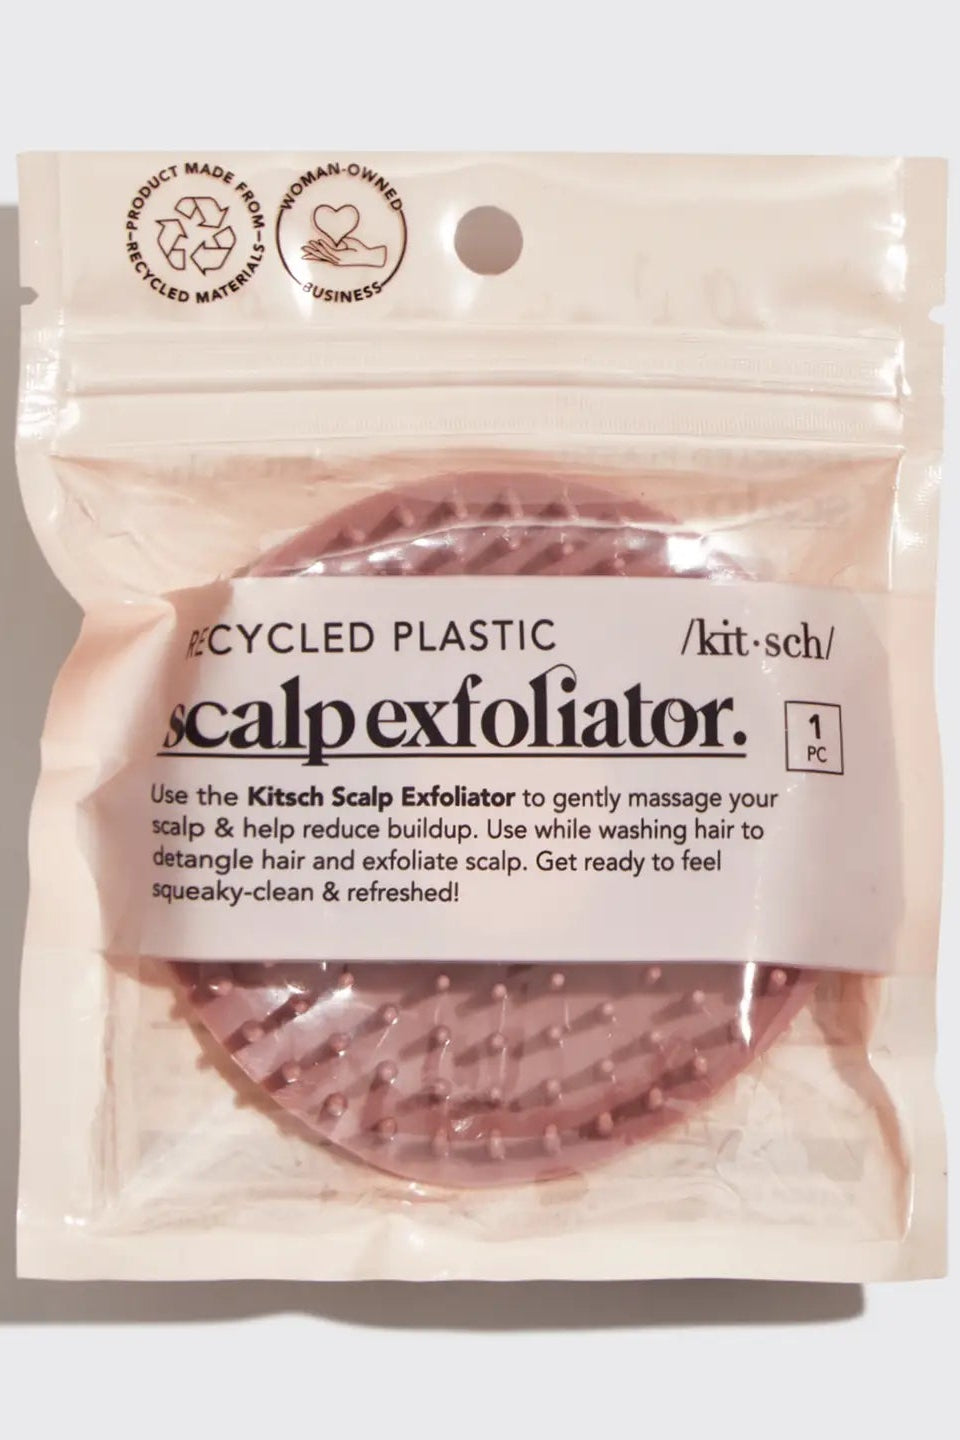 PRODUCT MADE FROM
RECYCLED MATERIALS
WOMAN-OWNED
BUSINESS
RECYCLED PLASTIC
/kit·sch/
scalp exfoliator.
1
PC
Use the Kitsch Scalp Exfoliator to gently massage your
scalp & help reduce buildup. Use while washing hair to
detangle hair and exfoliate scalp. Get ready to feel
squeaky-clean & refreshed!